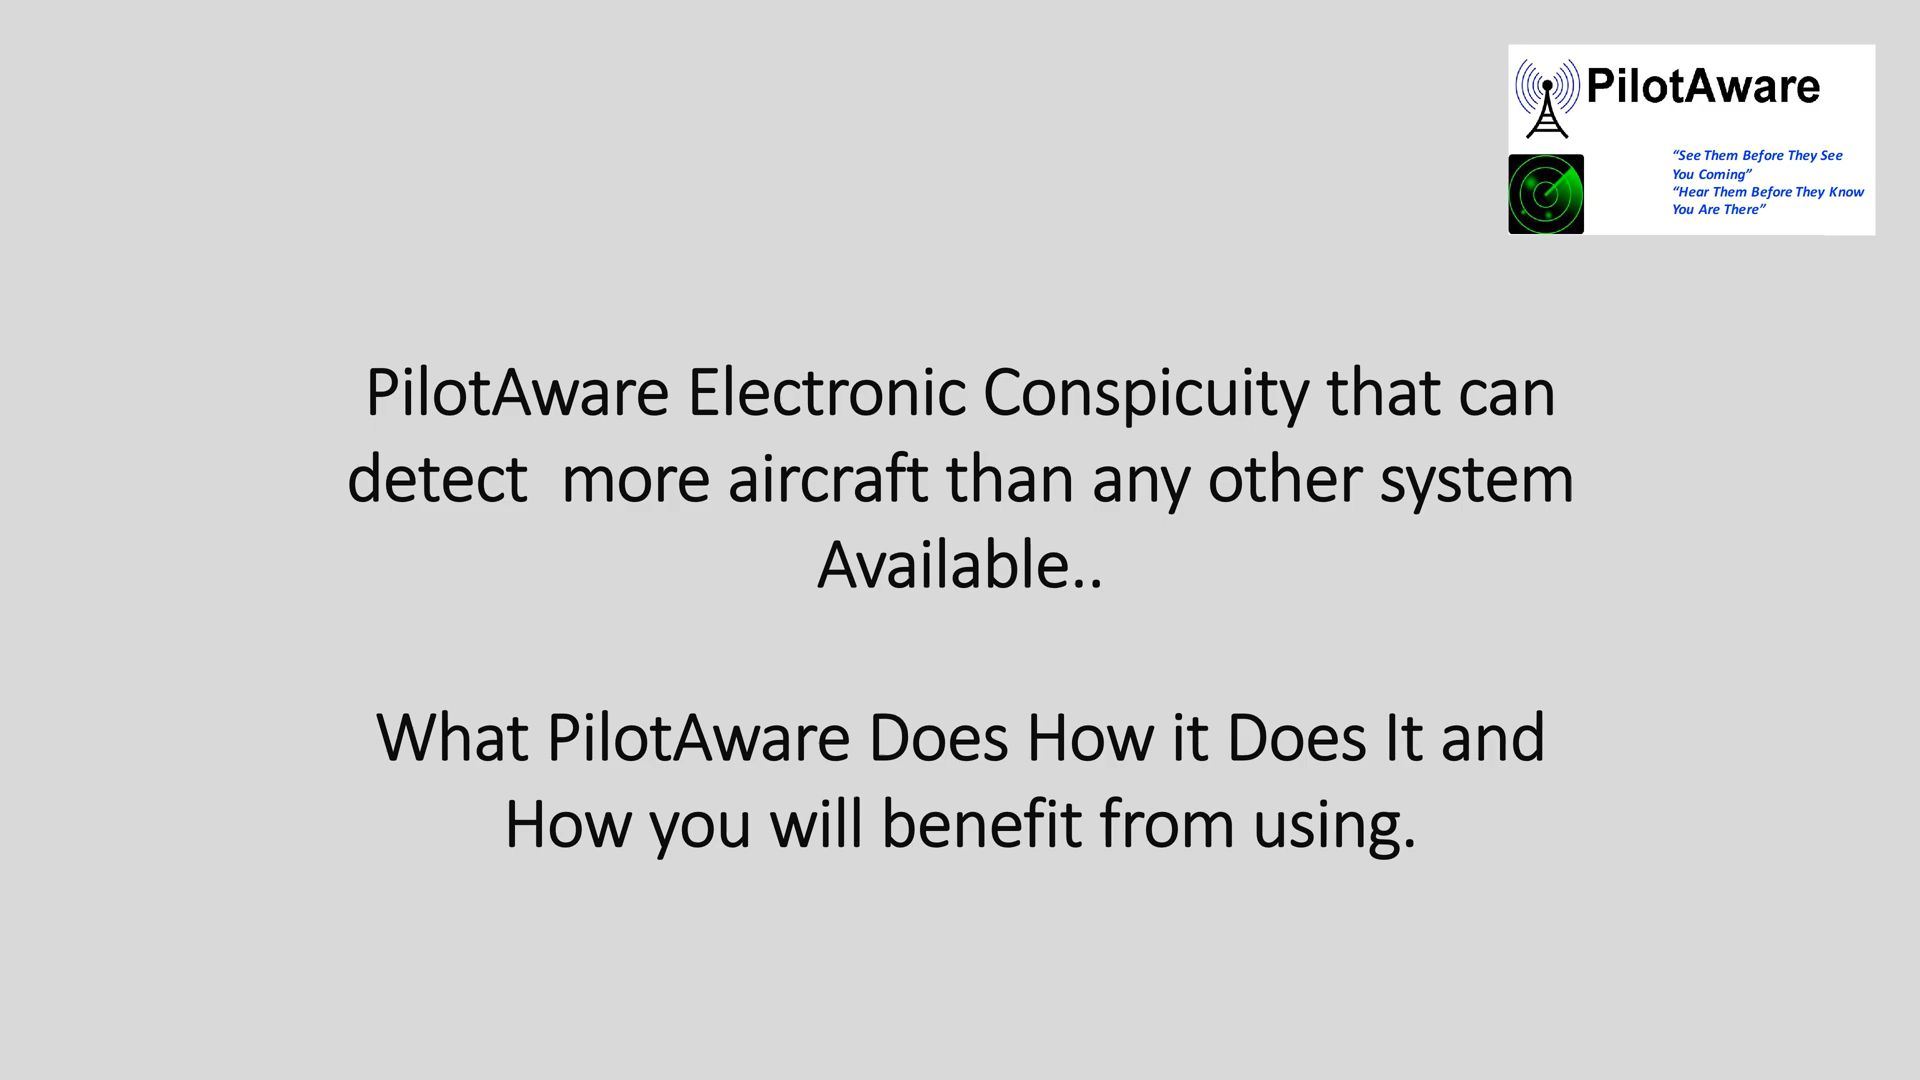 PilotAware
“See Them Before They See
You Coming”
“Hear Them Before They Know
You Are There”
PilotAware Electronic Conspicuity that can
detect  more aircraft than any other system
Available..
What PilotAware Does How it Does It and
How you will benefit from using.